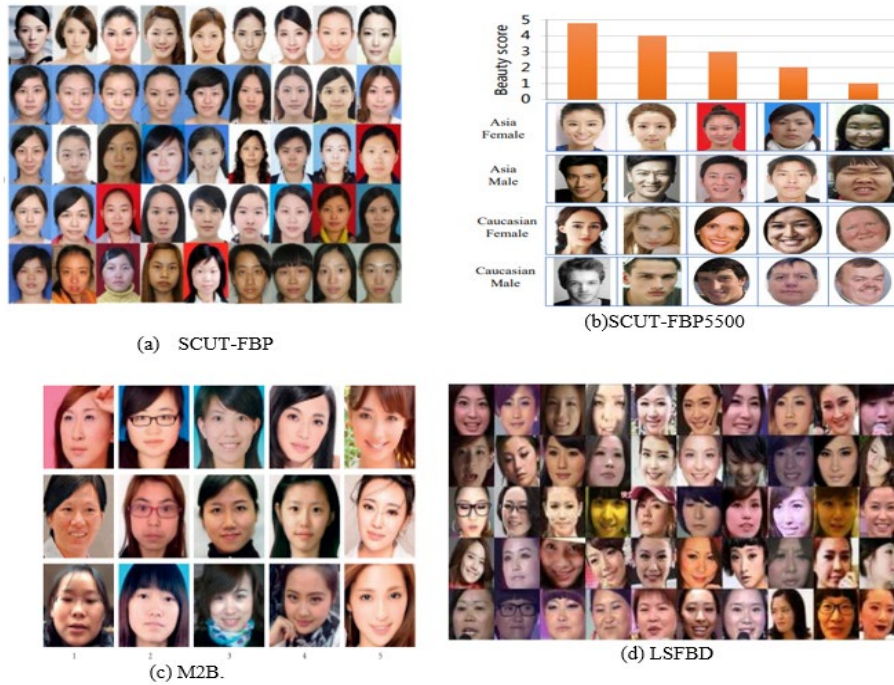 5
4
3
2
1
0
Beauty score
Asia
Female
Asia
Male
Caucasian
Female
Caucasian
Male
(a) SCUT-FBP
(b)SCUT-FBP5500
1 2 3 4 5
(c) M2B.
(d) LSFBD